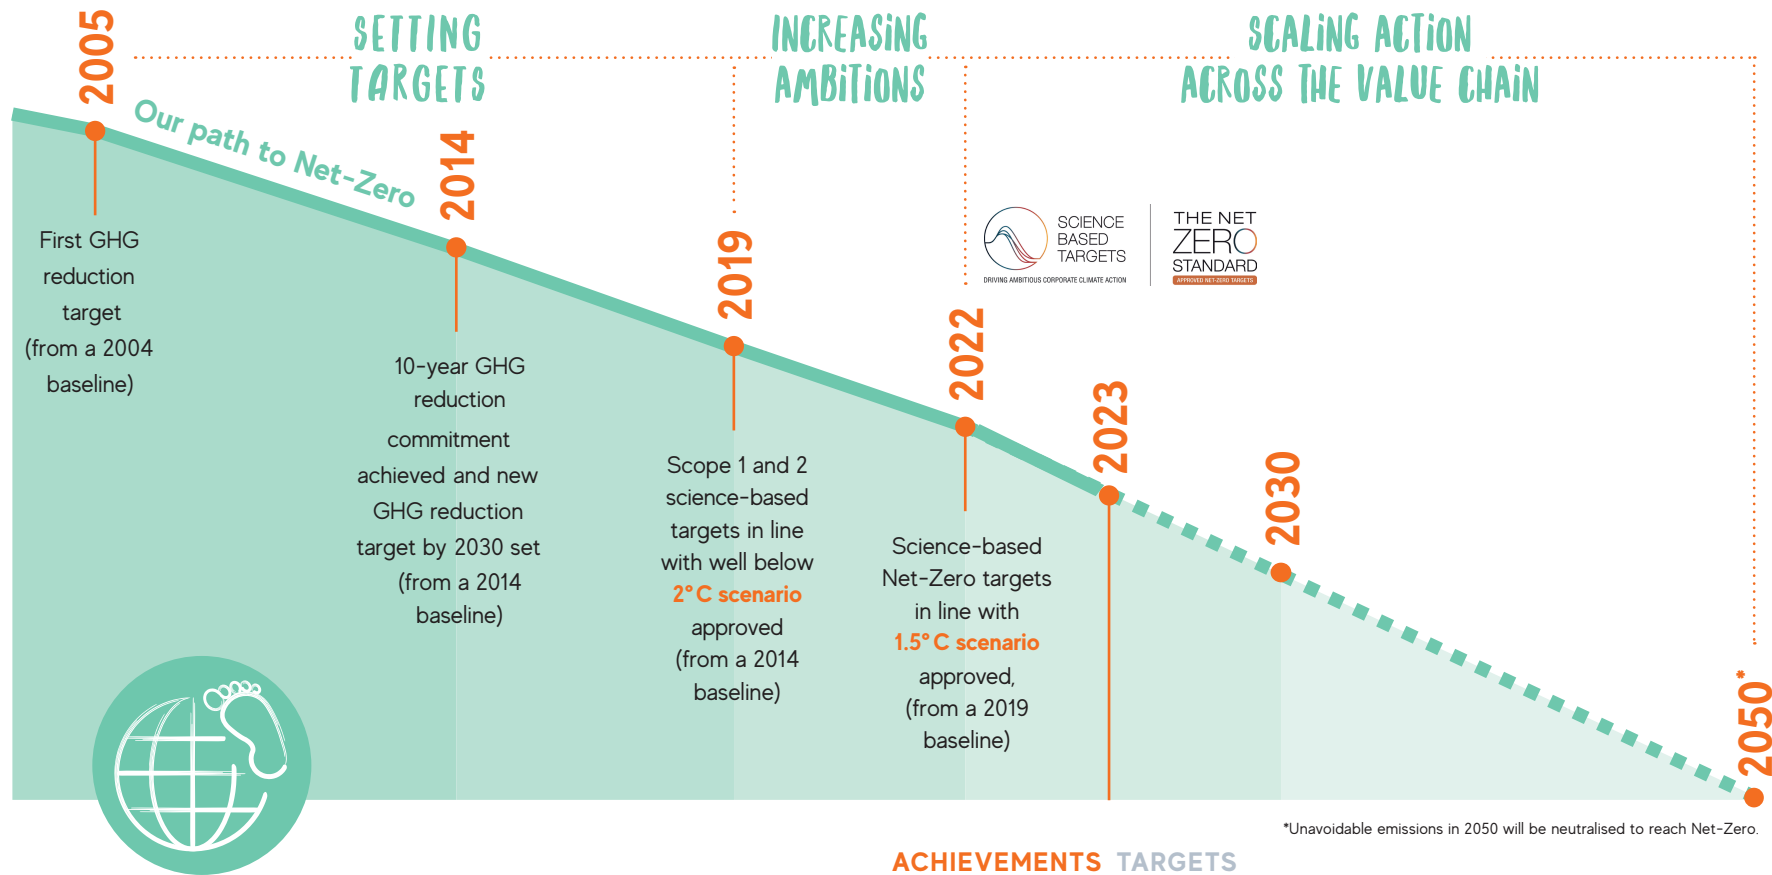 SETTING
TARGETS
INCREASiNG
AMBiTiONS
SCALiNG ACTiON
ACROSS THE VALUE CHAiN
Our path to Net-Zero
2005
First GHG
reduction
target
(from a 2004
baseline)
2014
10-year GHG
reduction
commitment
achieved and new
GHG reduction
target by 2030 set
(from a 2014
baseline)
2019
Scope 1 and 2
science-based
targets in line
with well below
2°C scenario
approved
(from a 2014
baseline)
SCIENCE
BASED
TARGETS
DRIVING AMBITIOUS CORPORATE CLIMATE ACTION
THE NET
ZERO
STANDARD
APPROVED NET-ZERO TARGETS
2022
Science-based
Net-Zero targets
in line with
1.5°C scenario
approved,
(from a 2019
baseline)
2023
2030
2050*
*Unavoidable emissions in 2050 will be neutralised to reach Net-Zero.
ACHIEVEMENTS TARGETS